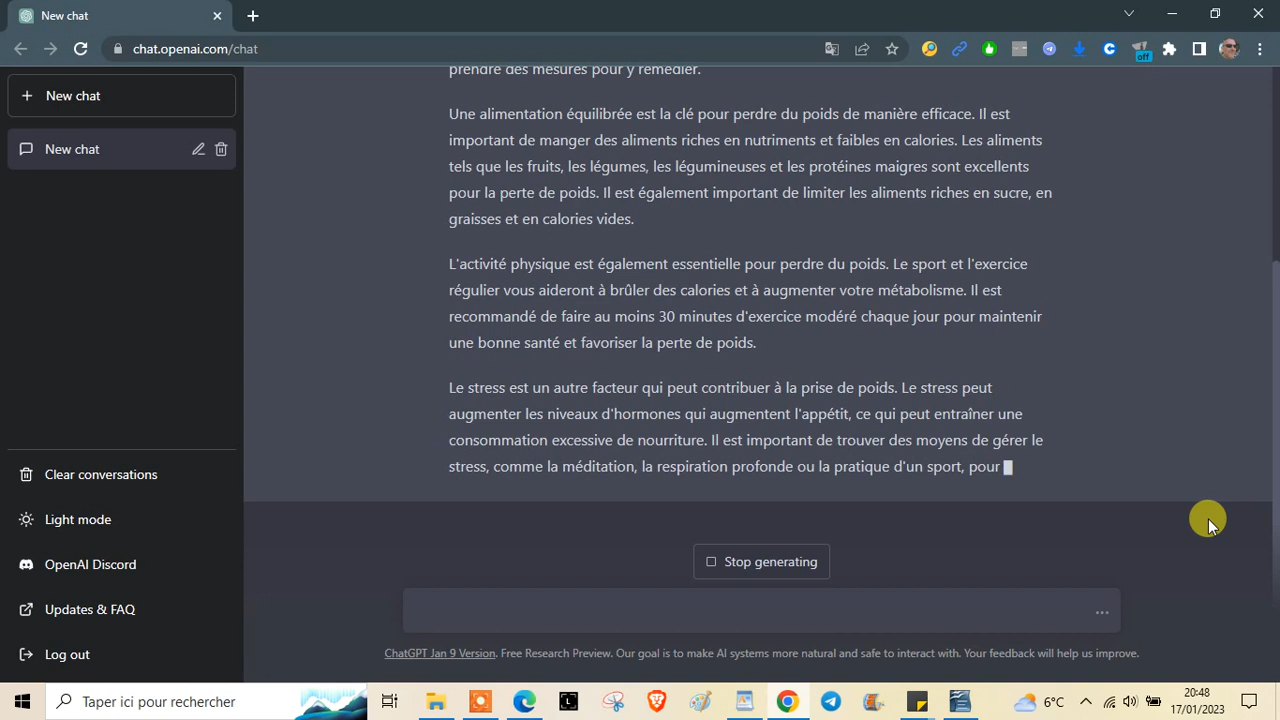 New chat
chat.openai.com/chat
off
New chat
New chat
Clear conversations
Light mode
OpenAI Discord
Updates & FAQ
Log out
prendre des mesures pour y remédier.
Une alimentation équilibrée est la clé pour perdre du poids de manière efficace. Il est
important de manger des aliments riches en nutriments et faibles en calories. Les aliments
tels que les fruits, les légumes, les légumineuses et les protéines maigres sont excellents
pour la perte de poids. Il est également important de limiter les aliments riches en sucre, en
graisses et en calories vides.
L'activité physique est également essentielle pour perdre du poids. Le sport et l'exercice
régulier vous aideront à brûler des calories et à augmenter votre métabolisme. Il est
recommandé de faire au moins 30 minutes d'exercice modéré chaque jour pour maintenir
une bonne santé et favoriser la perte de poids.
Le stress est un autre facteur qui peut contribuer à la prise de poids. Le stress peut
augmenter les niveaux d'hormones qui augmentent l'appétit, ce qui peut entraîner une
consommation excessive de nourriture. Il est important de trouver des moyens de gérer le
stress, comme la méditation, la respiration profonde ou la pratique d'un sport, pour
Stop generating
ChatGPT Jan 9 Version. Free Research Preview. Our goal is to make AI systems more natural and safe to interact with. Your feedback will help us improve.
Taper ici pour rechercher
6°C
20:48
17/01/2023